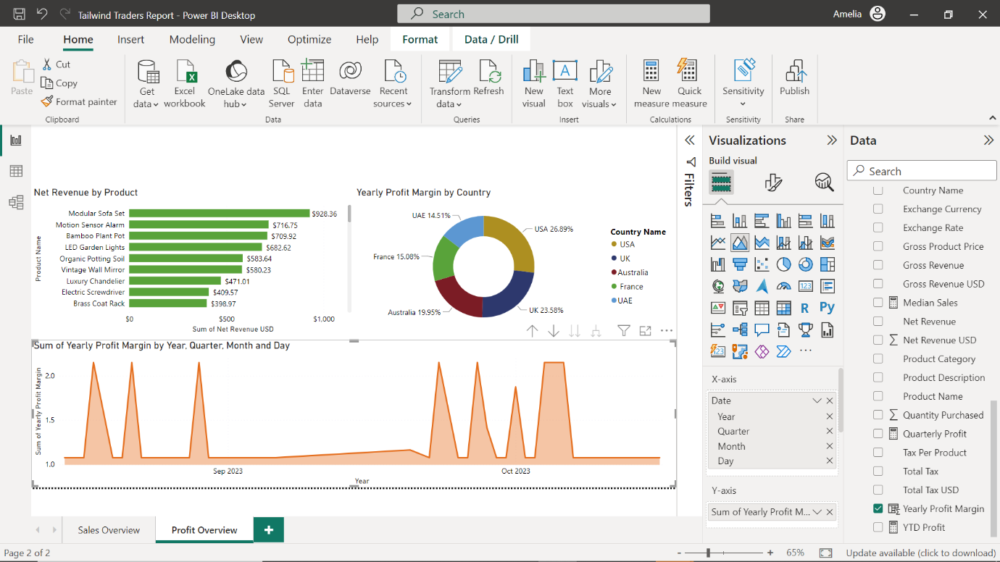 Tailwind Traders Report - Power BI Desktop
Search
Amelia
File
Home
Insert
Modeling
View
Optimize
Help
Format
Data / Drill
Paste
Cut
Copy
Format painter
Clipboard
Get
data
Excel
workbook
OneLake data
hub
SQL
Server
Enter
data
Dataverse
Recent
sources
Data
Transform
data
Refresh
Queries
New
visual
Text
box
More
visuals
Insert
New
measure
Quick
measure
Calculations
Sensitivity
Sensitivity
Publish
Share
Net Revenue by Product
Product Name
Modular Sofa Set $928.36
Motion Sensor Alarm $716.75
Bamboo Plant Pot $709.92
LED Garden Lights $682.62
Organic Potting Soil $583.64
Vintage Wall Mirror $580.23
Luxury Chandelier $471.01
Electric Screwdriver $409.57
Brass Coat Rack $398.97
$0 $500 $1,000
Sum of Net Revenue USD
Yearly Profit Margin by Country
UAE 14.51%
USA 26.89%
France 15.08%
Australia 19.95%
UK 23.58%
Country Name
USA
UK
Australia
France
UAE
Sum of Yearly Profit Margin by Year, Quarter, Month and Day
Sum of Yearly Profit Margin
2.0
1.5
1.0
Sep 2023 Oct 2023
Year
Filters
Visualizations
Build visual
123
R
Py
123
X-axis
Date
Year
Quarter
Month
Day
Y-axis
Sum of Yearly Profit M...
Data
Search
Country Name
Exchange Currency
Exchange Rate
Gross Product Price
Gross Revenue
Gross Revenue USD
Median Sales
Net Revenue
Net Revenue USD
Product Category
Product Description
Product Name
Quantity Purchased
Quarterly Profit
Tax Per Product
Total Tax
Total Tax USD
Yearly Profit Margin
YTD Profit
Sales Overview
Profit Overview
Page 2 of 2
65%
Update available (click to download)